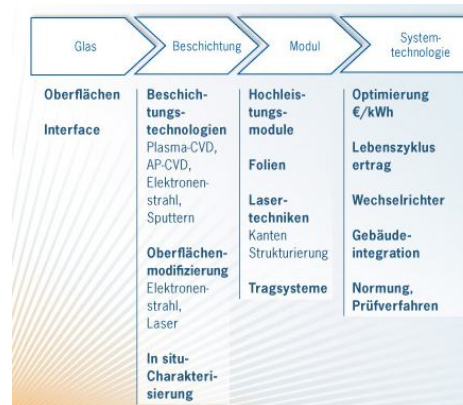 Glas
Beschichtung
Modul
System-
technologie
Oberflächen
Interface
Beschich-
tungs-
technologien
Plasma-CVD,
AP-CVD,
Elektronen-
strahl,
Sputtern
Oberflächen-
modifizierung
Elektronen-
strahl,
Laser
In situ-
Charakteri-
sierung
Hochleis-
tungs-
module
Folien
Laser-
techniken
Kanten
Strukturierung
Tragsysteme
Optimierung
€/kWh
Lebenszyklus
ertrag
Wechselrichter
Gebäude-
integration
Normung,
Prüfverfahren